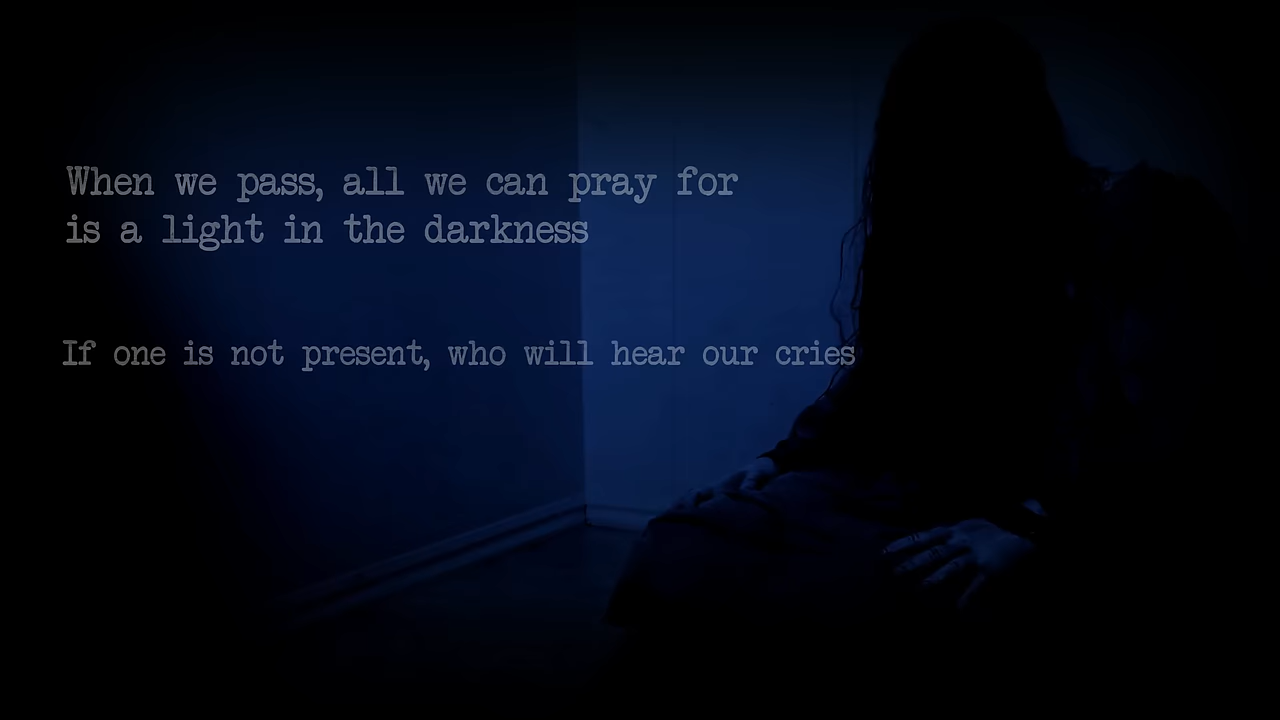 When we pass, all we can pray for
is a light in the darkness
If one is not present, who will hear our cries